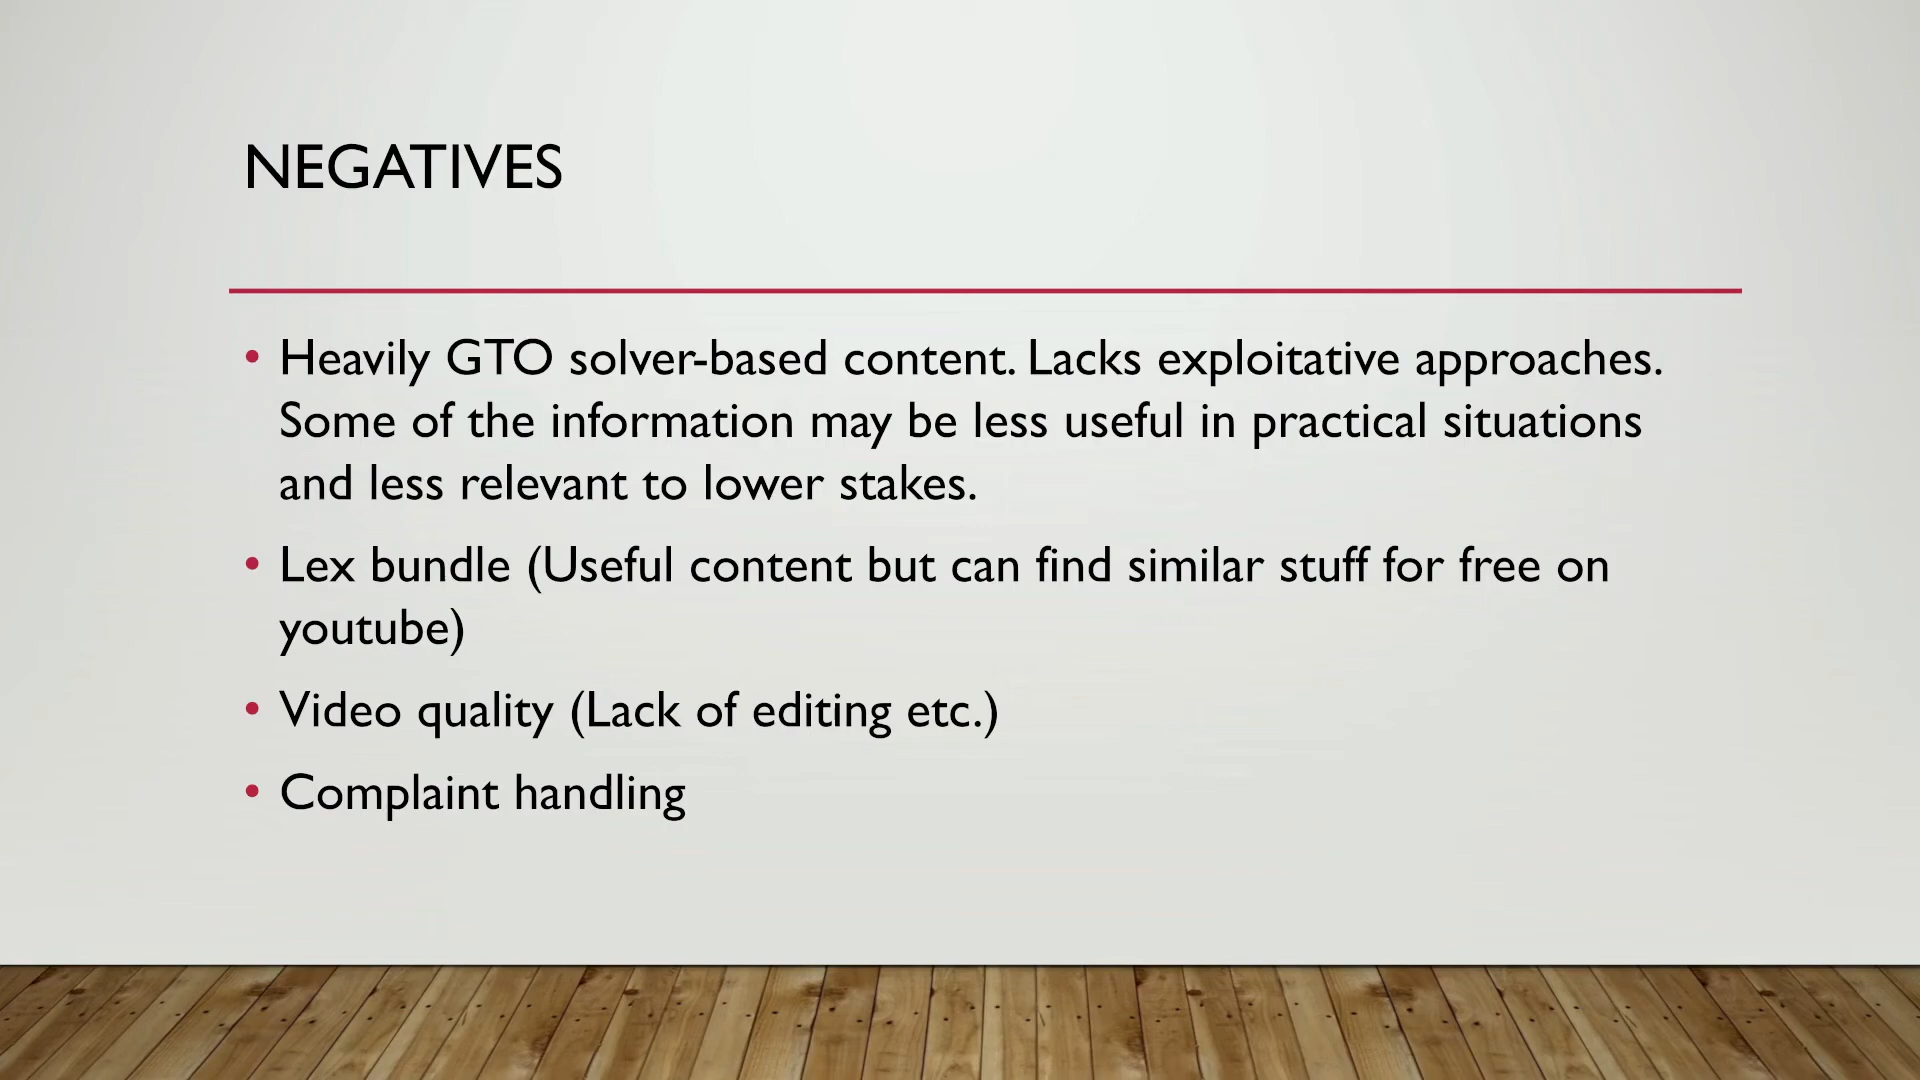 NEGATIVES
• Heavily GTO solver-based content. Lacks exploitative approaches.
Some of the information may be less useful in practical situations
and less relevant to lower stakes.
• Lex bundle (Useful content but can find similar stuff for free on
youtube)
• Video quality (Lack of editing etc.)
• Complaint handling